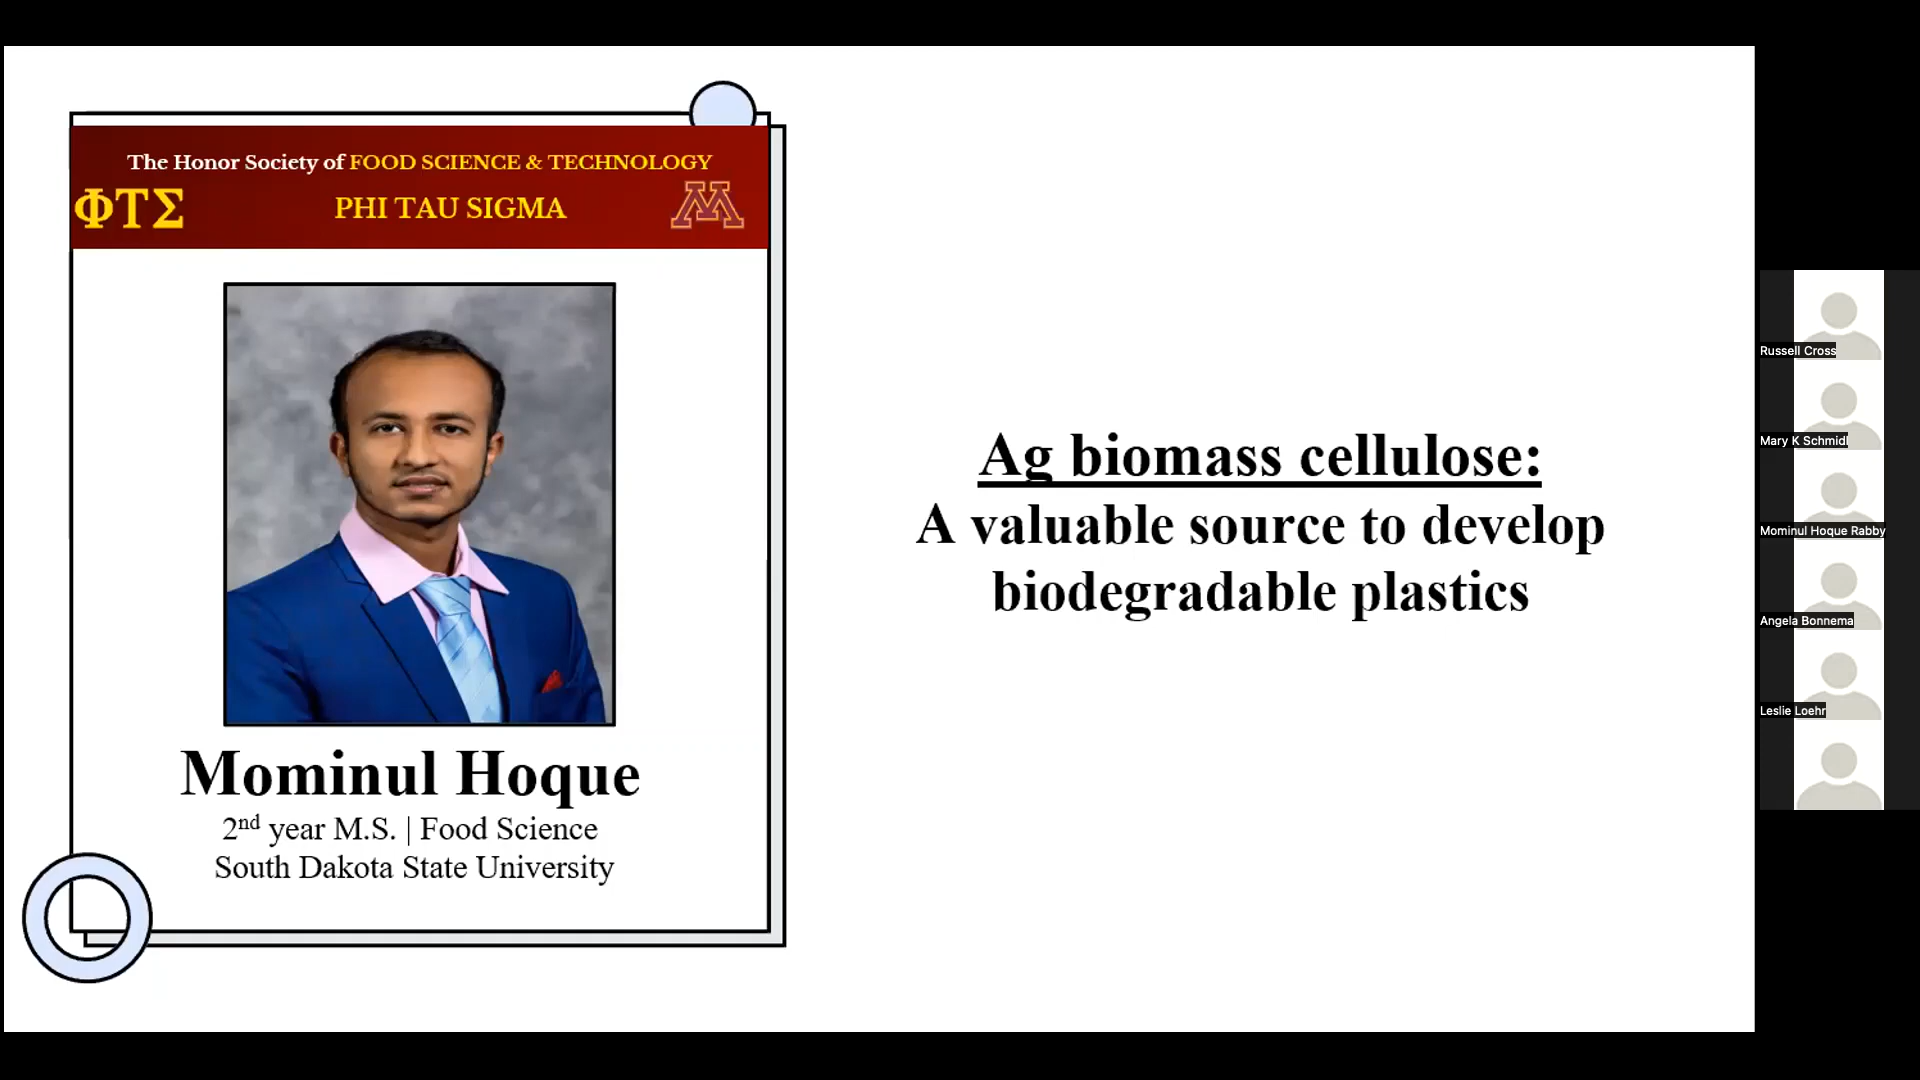 The Honor Society of FOOD SCIENCE & TECHNOLOGY
ΦΤΣ
PHI TAU SIGMA
M
Mominul Hoque
2nd year M.S. | Food Science
South Dakota State University
Ag biomass cellulose:
A valuable source to develop
biodegradable plastics
Russell Cross
Mary K Schmidl
Mominul Hoque Rabby
Angela Bonnema
Leslie Loehr